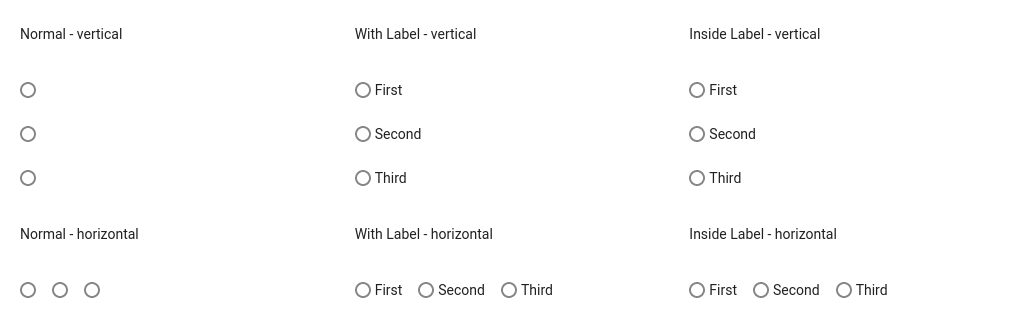 Normal - vertical
With Label - vertical
Inside Label - vertical
First
First
Second
Second
Third
Third
Normal - horizontal
With Label - horizontal
Inside Label - horizontal
First Second Third
First Second Third